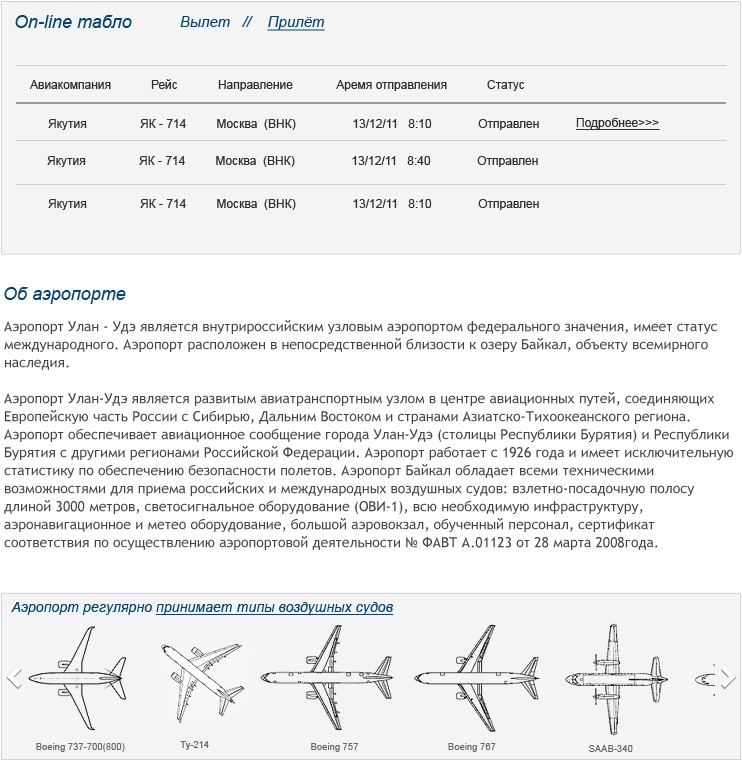 On-line табло Вылет // Прилёт
Авиакомпания Рейс Направление Аремя отправления Статус
Якутия ЯК - 714 Москва (ВНК) 13/12/11 8:10 Отправлен Подробнее>>>
Якутия ЯК - 714 Москва (ВНК) 13/12/11 8:40 Отправлен
Якутия ЯК - 714 Москва (ВНК) 13/12/11 8:10 Отправлен
Об аэропорте
Аэропорт Улан - Удэ является внутрироссийским узловым аэропортом федерального значения, имеет статус
международного. Аэропорт расположен в непосредственной близости к озеру Байкал, объекту всемирного
наследия.
Аэропорт Улан-Удэ является развитым авиатранспортным узлом в центре авиационных путей, соединяющих
Европейскую часть России с Сибирью, Дальним Востоком и странами Азиатско-Тихоокеанского региона.
Аэропорт обеспечивает авиационное сообщение города Улан-Удэ (столицы Республики Бурятия) и Республики
Бурятия с другими регионами Российской Федерации. Аэропорт работает с 1926 года и имеет исключительную
статистику по обеспечению безопасности полетов. Аэропорт Байкал обладает всеми техническими
возможностями для приема российских и международных воздушных судов: взлетно-посадочную полосу
длиной 3000 метров, светосигнальное оборудование (ОВИ-1), всю необходимую инфраструктуру,
аэронавигационное и метео оборудование, большой аэровокзал, обученный персонал, сертификат
соответствия по осуществлению аэропортовой деятельности № ФАВТ А.01123 от 28 марта 2008года.
Аэропорт регулярно принимает типы воздушных судов
Boeing 737-700(800) Ту-214 Boeing 757 Boeing 767 SAAB-340